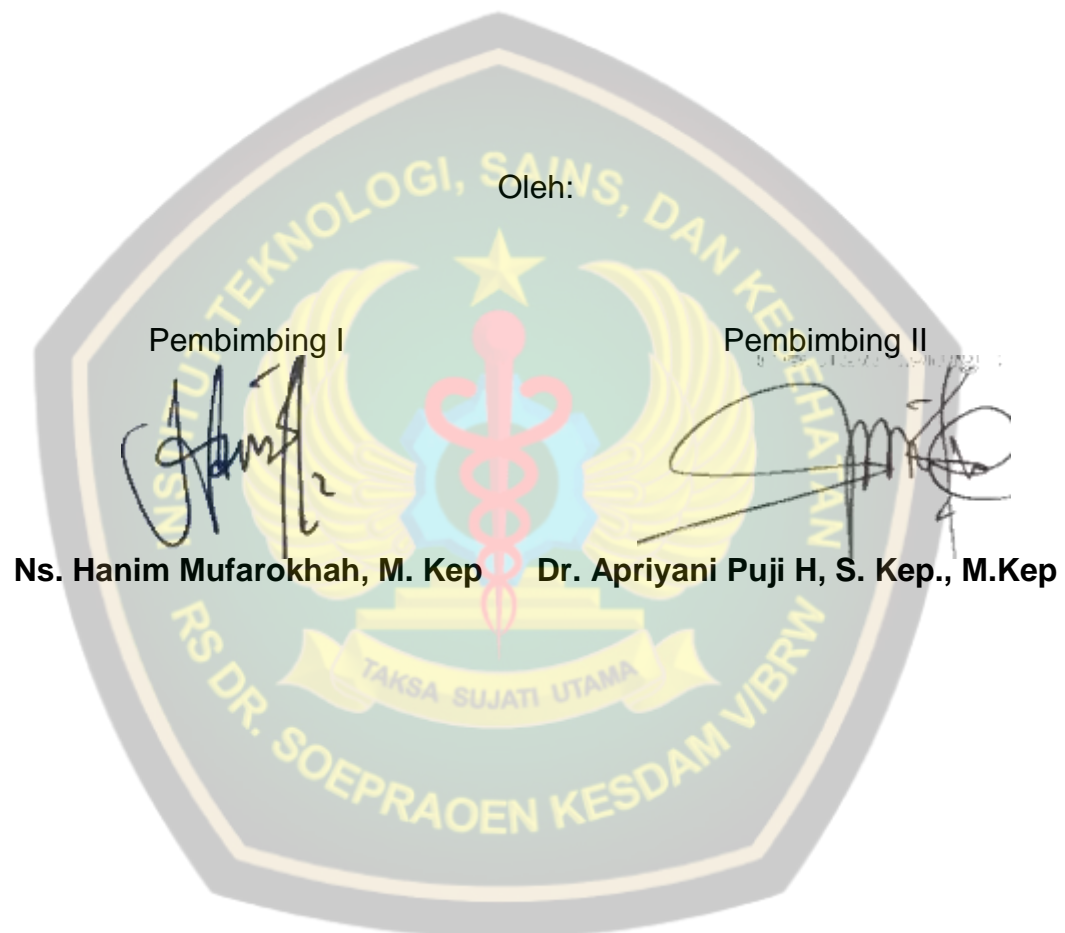 Oleh:
Pembimbing I Pembimbing II
Ns. Hanim Mufarokhah, M. Kep Dr. Apriyani Puji H, S. Kep., M.Kep
INSTITUT TEKNOLOGI, SAINS, DAN KESEHATAN
TAKSA SUJATI UTAMA
RS DR. SOEPRAOEN KESDAM V/BRW